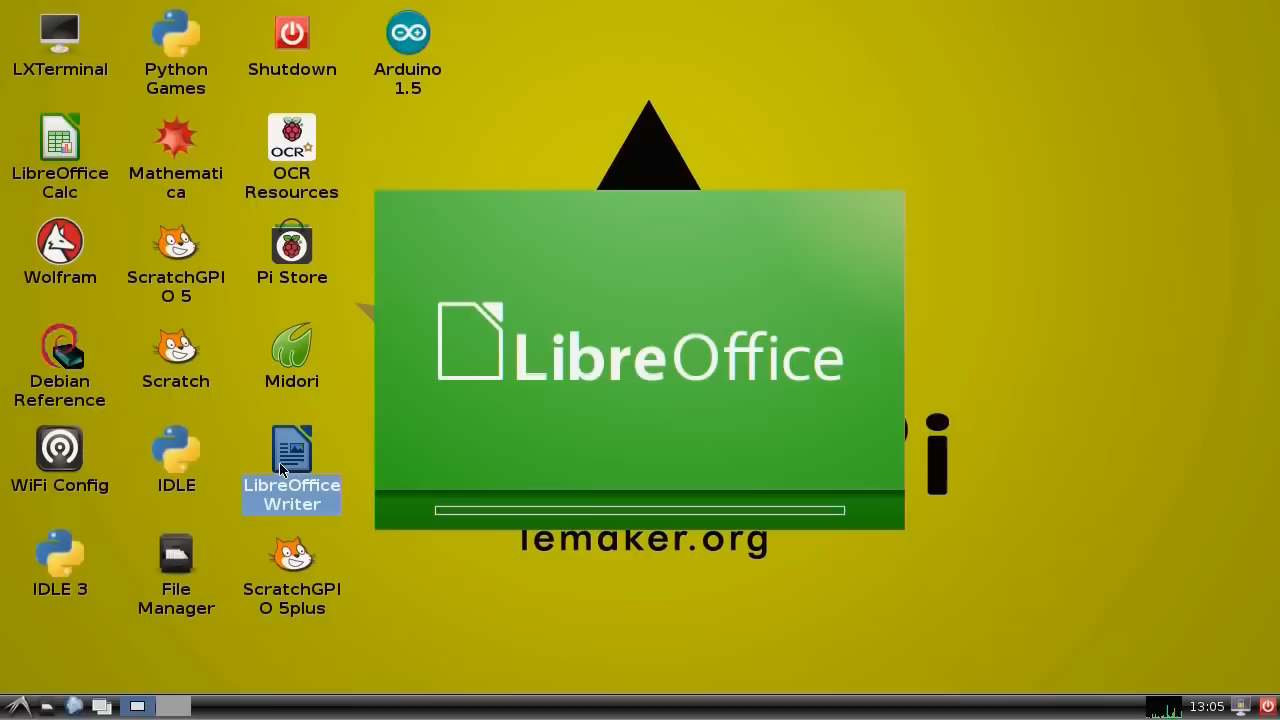 LXTerminal
Python
Games
Shutdown
Arduino
1.5
LibreOffice
Calc
Mathemati
ca
OCR
OCR
Resources
Wolfram
ScratchGPI
O 5
Pi Store
Debian
Reference
Scratch
Midori
WiFi Config
IDLE
LibreOffice
Writer
IDLE 3
File
Manager
ScratchGPI
O 5plus
LibreOffice
i
lemaker.org
13:05